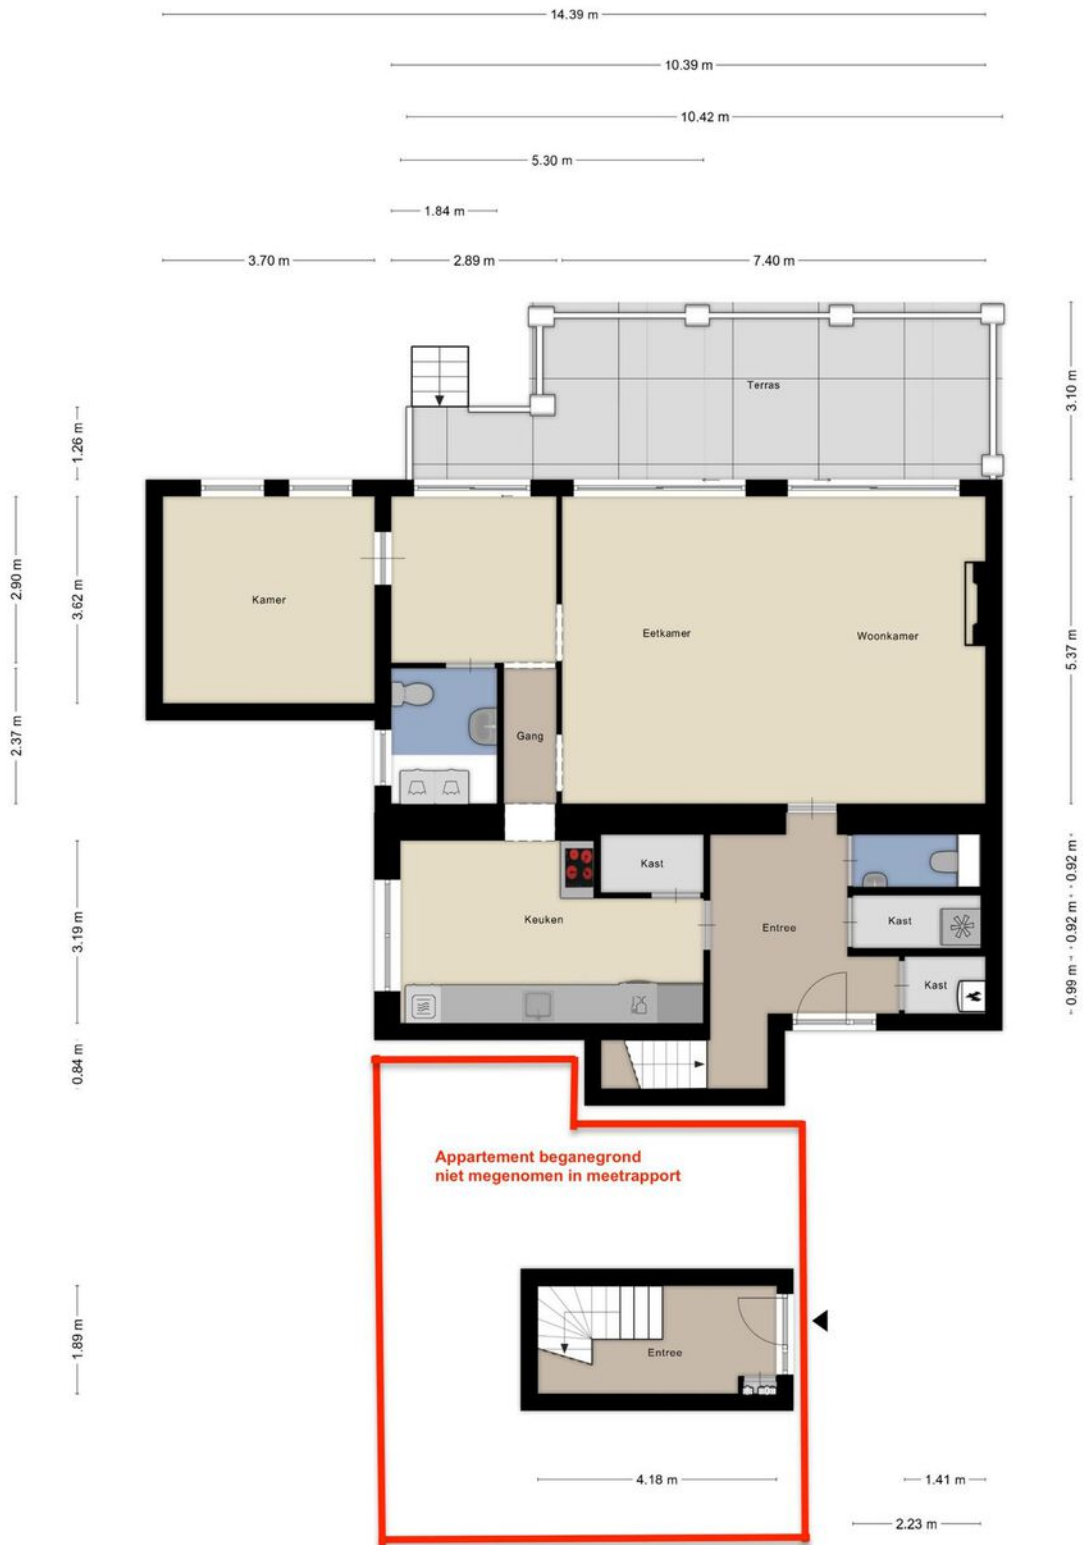 14.39 m
10.39 m
10.42 m
5.30 m
1.84 m
3.70 m
2.89 m
7.40 m
3.10 m
Terras
1.26 m
2.90 m
3.62 m
Kamer
Eetkamer
Woonkamer
5.37 m
2.37 m
Gang
Kast
Keuken
Entree
Kast
Kast
3.19 m
0.92 m
0.92 m
0.99 m
0.84 m
Appartement beganegrond
niet megenomen in meetrapport
1.89 m
Entree
4.18 m
1.41 m
2.23 m